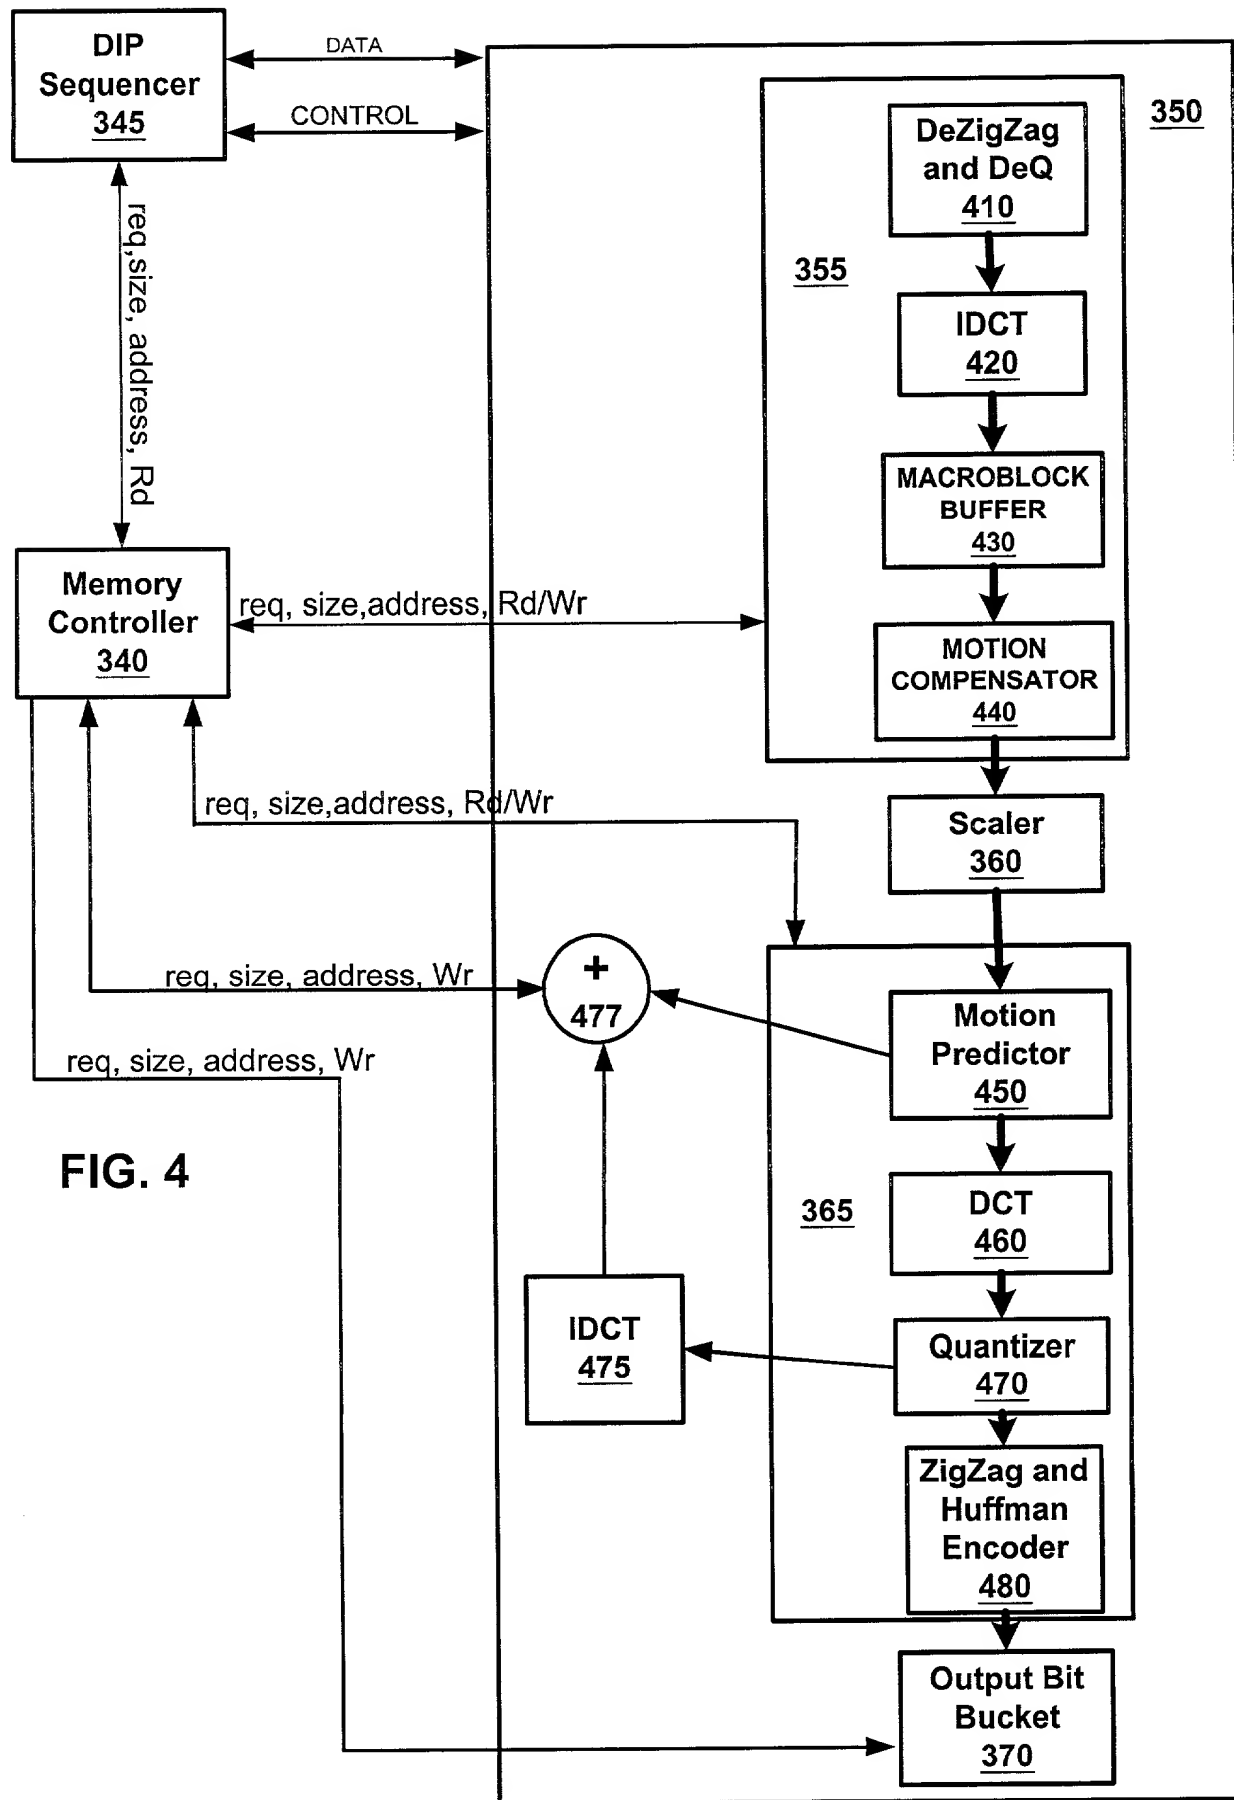 DIP
Sequencer
345
DATA
CONTROL
350
DeZigZag
and DeQ
410
355
IDCT
420
req,size, address, Rd
MACROBLOCK
BUFFER
430
Memory
Controller
340
req, size,address, Rd/Wr
MOTION
COMPENSATOR
440
req, size,address, Rd/Wr
Scaler
360
+
477
req, size, address, Wr
Motion
Predictor
450
req, size, address, Wr
FIG. 4
365
DCT
460
IDCT
475
Quantizer
470
ZigZag and
Huffman
Encoder
480
Output Bit
Bucket
370